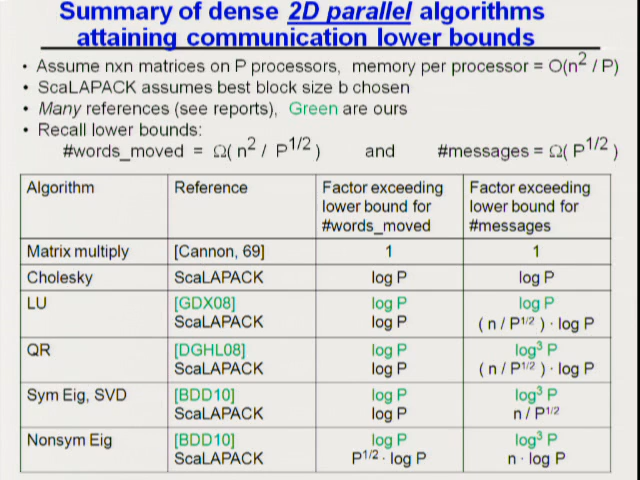 Summary of dense 2D parallel algorithms
attaining communication lower bounds
• Assume nxn matrices on P processors, memory per processor = O(n² / P)
• ScaLAPACK assumes best block size b chosen
• Many references (see reports), Green are ours
• Recall lower bounds:
#words_moved = Ω( n² / P^1/2 ) and #messages = Ω( P^1/2 )
Algorithm Reference Factor exceeding lower bound for #words_moved Factor exceeding lower bound for #messages
Matrix multiply [Cannon, 69] 1 1
Cholesky ScaLAPACK log P log P
LU [GDX08] log P log P
ScaLAPACK log P ( n / P^1/2 ) · log P
QR [DGHL08] log P log³ P
ScaLAPACK log P ( n / P^1/2 ) · log P
Sym Eig, SVD [BDD10] log P log³ P
ScaLAPACK log P n / P^1/2
Nonsym Eig [BDD10] log P log³ P
ScaLAPACK P^1/2 · log P n · log P